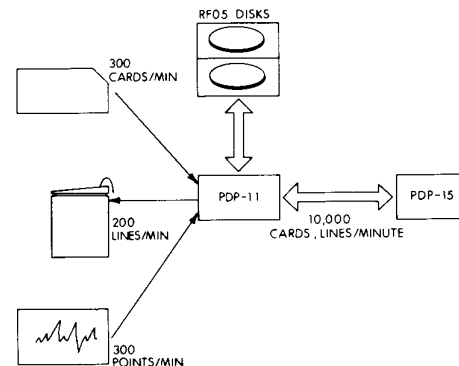 RF05 DISKS
300
CARDS/MIN
PDP-11
PDP-15
200
LINES/MIN
10,000
CARDS, LINES/MINUTE
300
POINTS/MIN